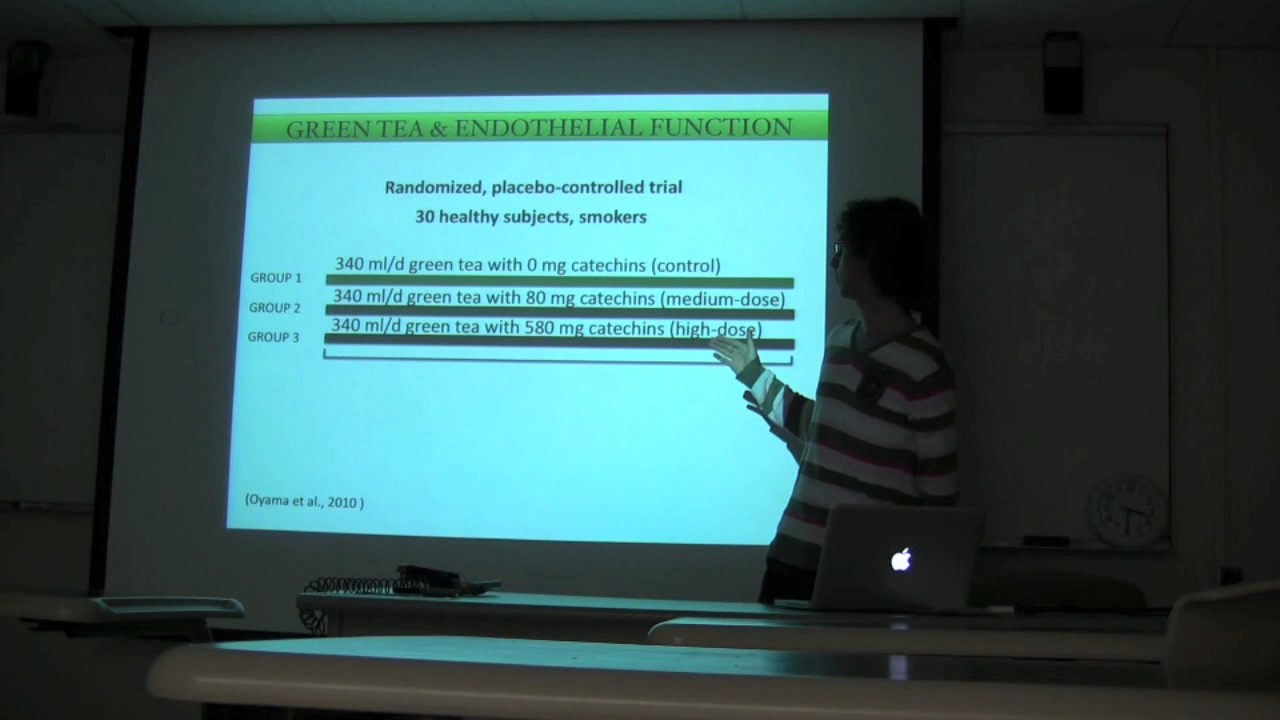 GREEN TEA & ENDOTHELIAL FUNCTION
Randomized, placebo-controlled trial
30 healthy subjects, smokers
340 ml/d green tea with 0 mg catechins (control)
GROUP 1
340 ml/d green tea with 80 mg catechins (medium-dose)
GROUP 2
340 ml/d green tea with 580 mg catechins (high-dose)
GROUP 3
(Oyama et al., 2010 )